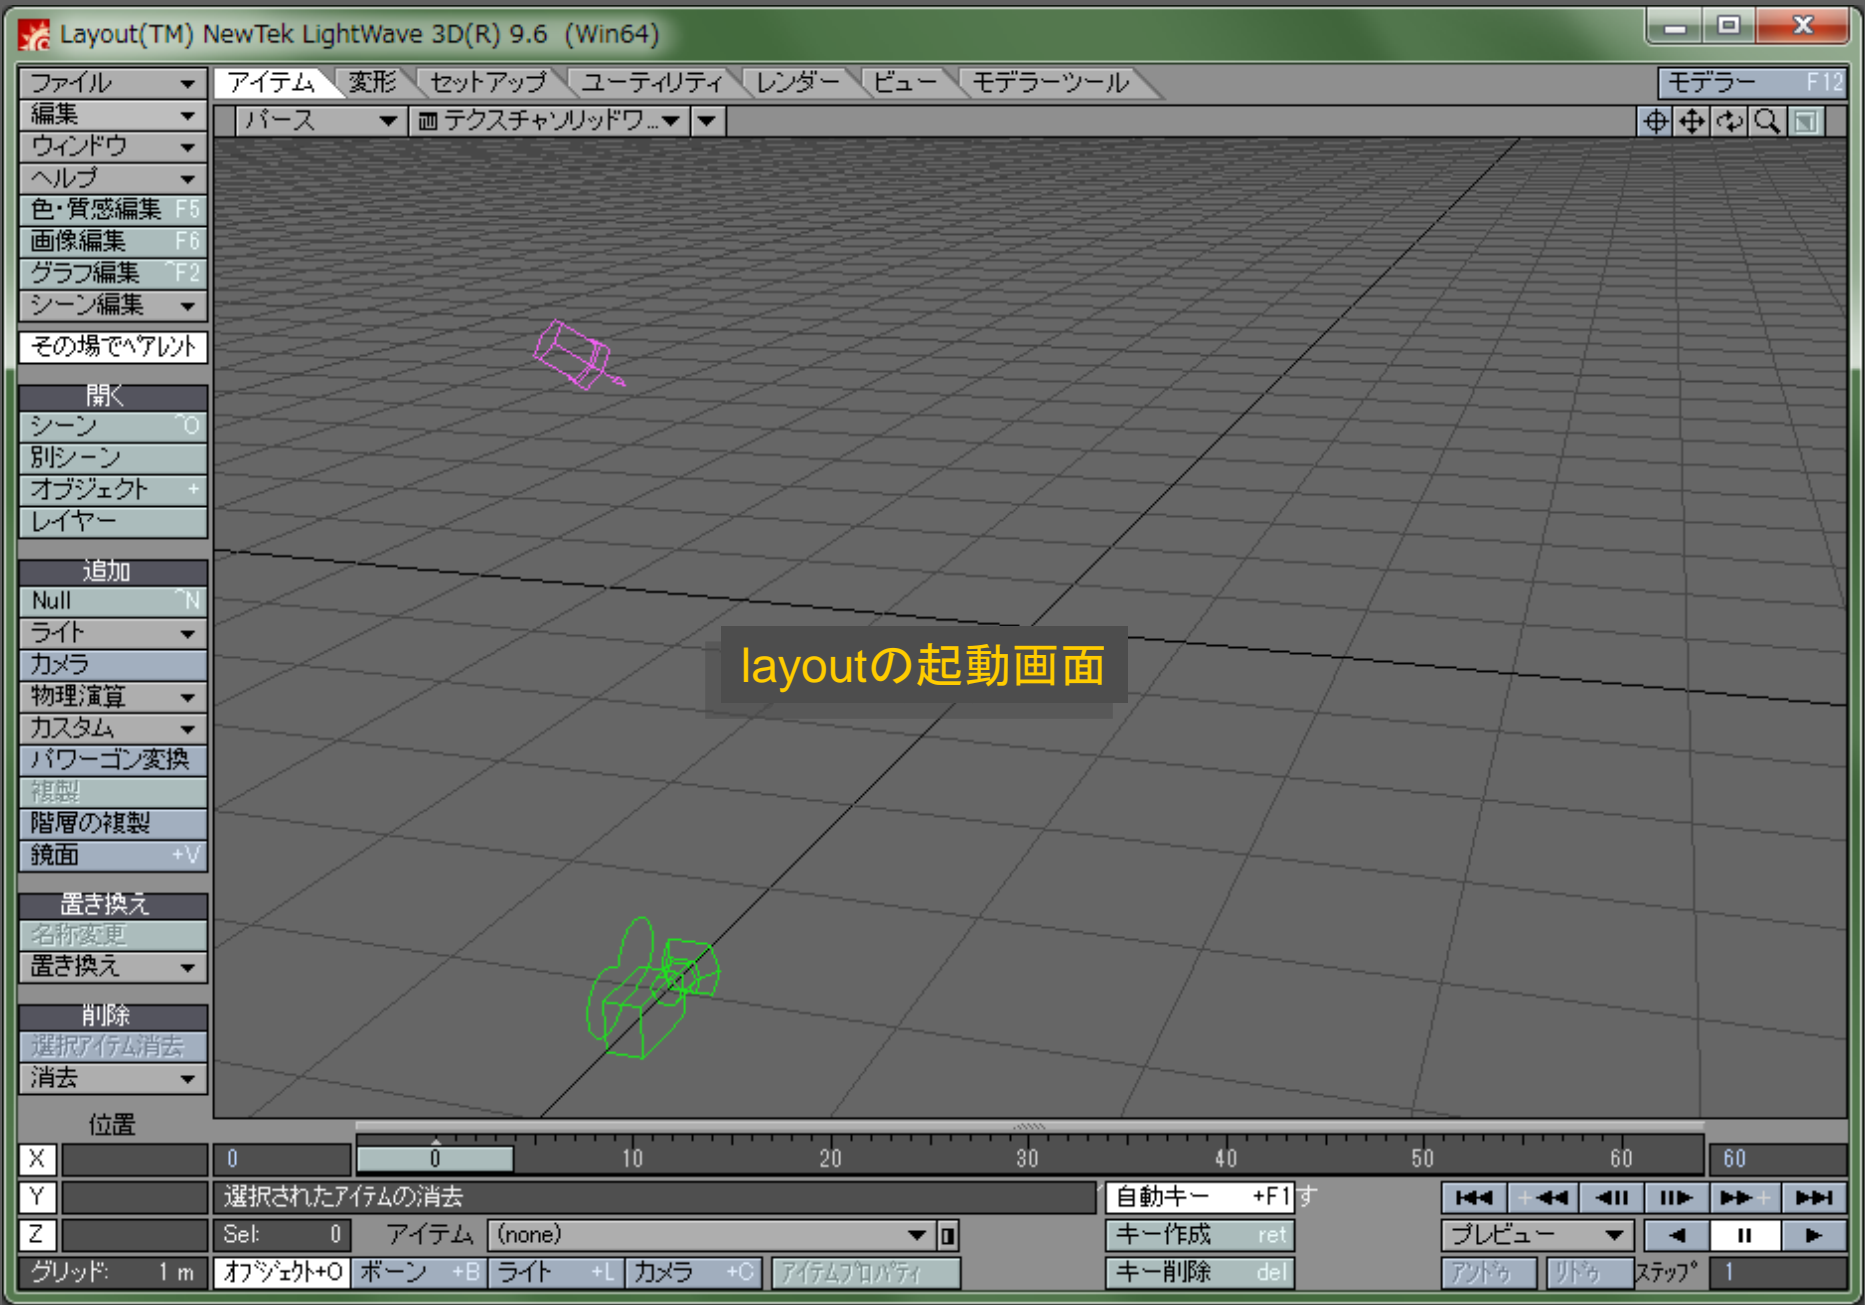 Layout(TM) NewTek LightWave 3D(R) 9.6 (Win64)
ファイル
アイテム 変形 セットアップ ユーティリティ レンダー ビュー モデラーツール
モデラー F12
編集
パース テクスチャソリッドワ...
ウィンドウ
ヘルプ
色・質感編集 F5
画像編集 F6
グラフ編集 ^F2
シーン編集
その場でペアレント
開く
シーン ^O
別シーン
オブジェクト +
レイヤー
追加
Null ^N
ライト
カメラ
物理演算
カスタム
パワーゴン変換
複製
階層の複製
鏡面 +V
置き換え
名称変更
置き換え
削除
選択アイテム消去
消去
layoutの起動画面
位置
X 0 0 10 20 30 40 50 60 60
Y 選択されたアイテムの消去 自動キー +F1 す
Z Sel: 0 アイテム (none) キー作成 ret プレビュー
グリッド: 1 m オブジェクト+O ボーン +B ライト +L カメラ +C アイテムプロパティ キー削除 del アンドゥ リドゥ ステップ 1